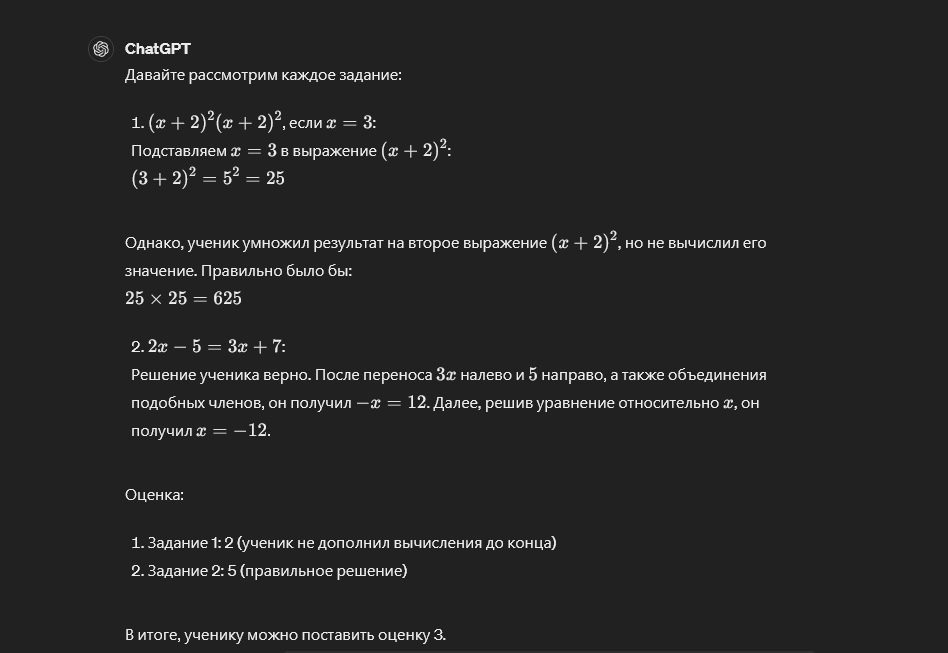 ChatGPT
Давайте рассмотрим каждое задание:
1. (x + 2)²(x + 2)², если x = 3:
Подставляем x = 3 в выражение (x + 2)²:
(3 + 2)² = 5² = 25
Однако, ученик умножил результат на второе выражение (x + 2)², но не вычислил его
значение. Правильно было бы:
25 × 25 = 625
2. 2x − 5 = 3x + 7:
Решение ученика верно. После переноса 3x налево и 5 направо, а также объединения
подобных членов, он получил −x = 12. Далее, решив уравнение относительно x, он
получил x = −12.
Оценка:
1. Задание 1: 2 (ученик не дополнил вычисления до конца)
2. Задание 2: 5 (правильное решение)
В итоге, ученику можно поставить оценку 3.